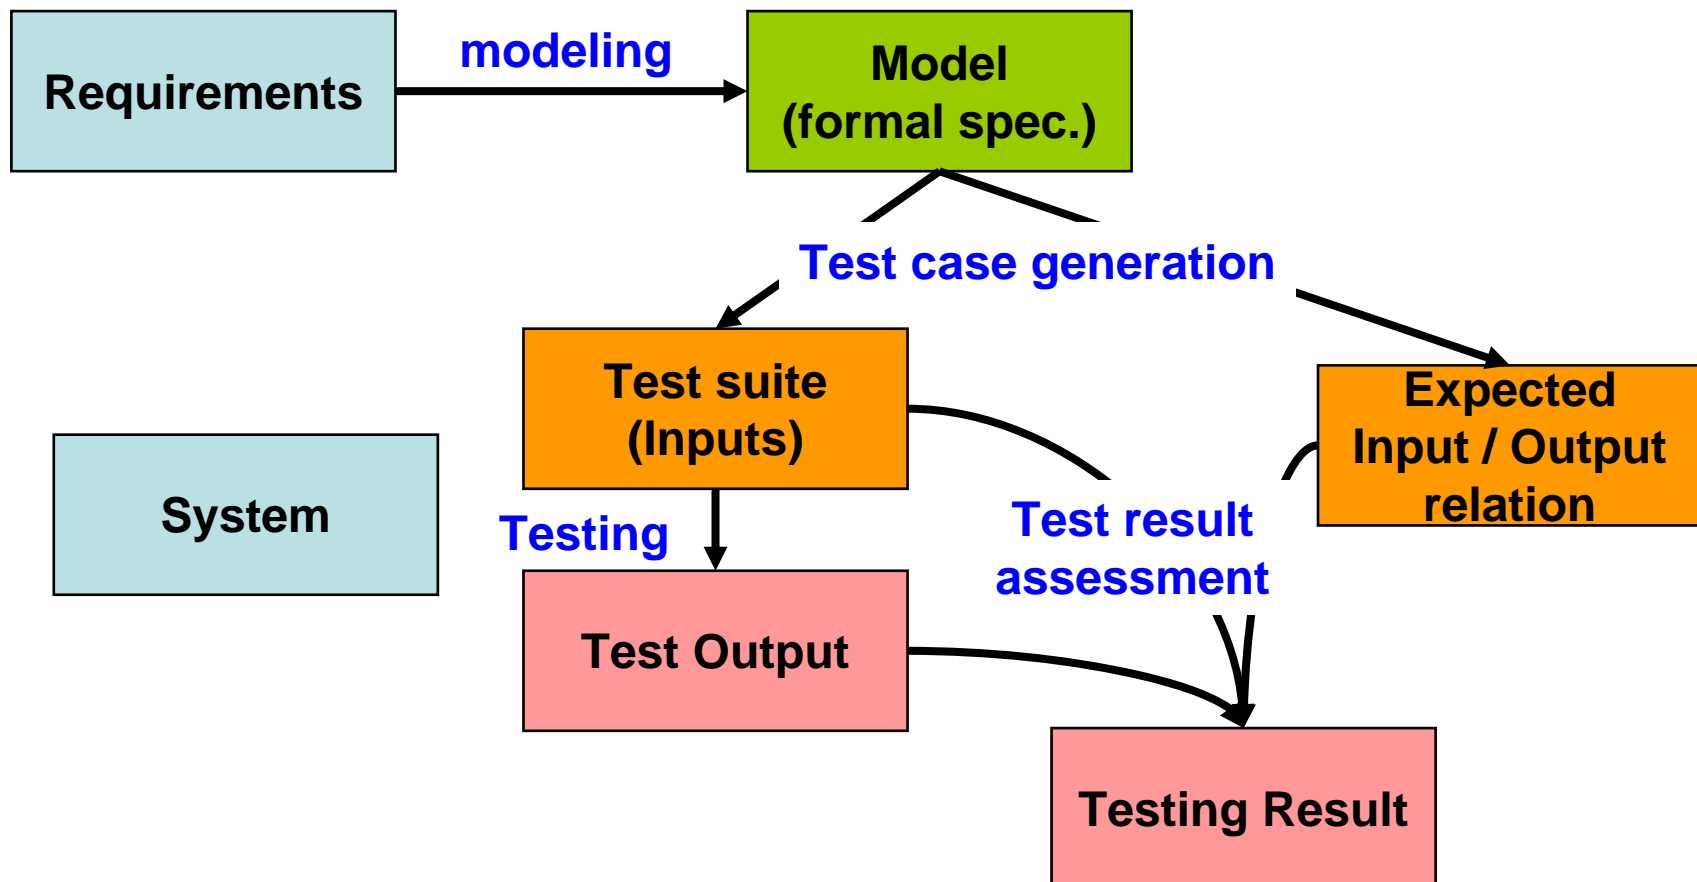 Requirements
modeling
Model
(formal spec.)
Test case generation
Test suite
(Inputs)
Expected
Input / Output
relation
System
Testing
Test result
assessment
Test Output
Testing Result